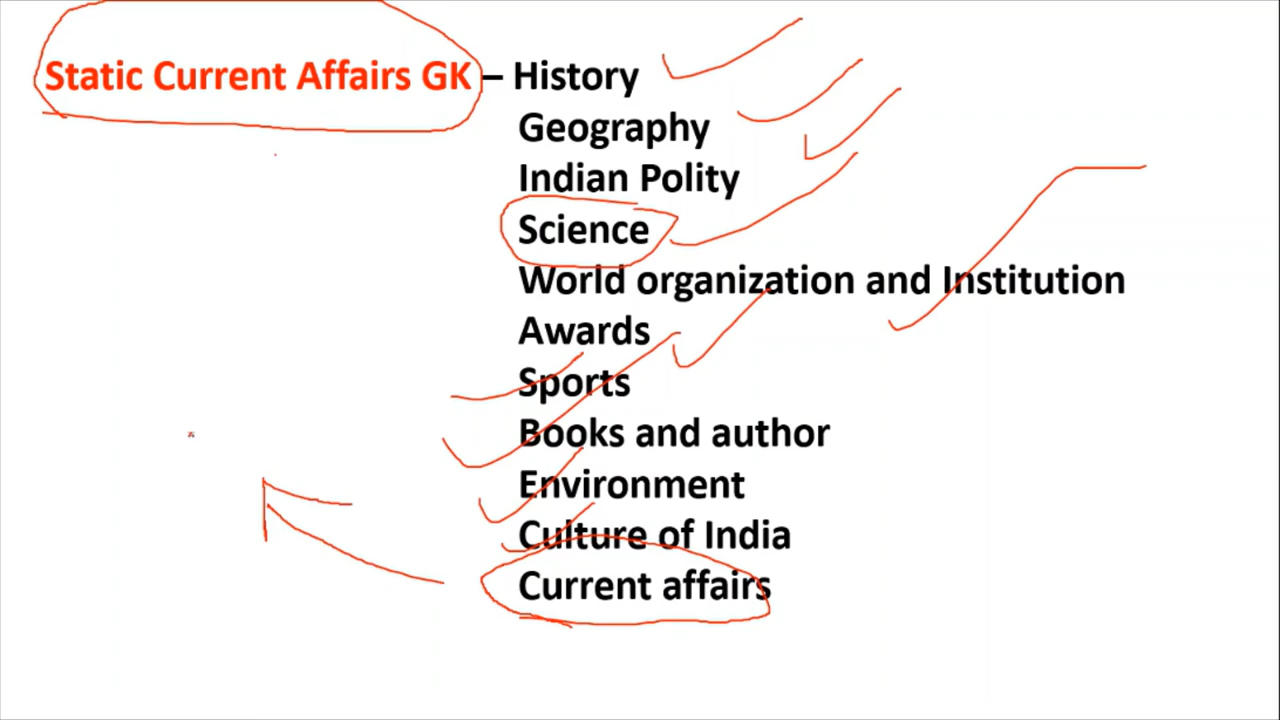 Static Current Affairs GK – History
Geography
Indian Polity
Science
World organization and Institution
Awards
Sports
Books and author
Environment
Culture of India
Current affairs